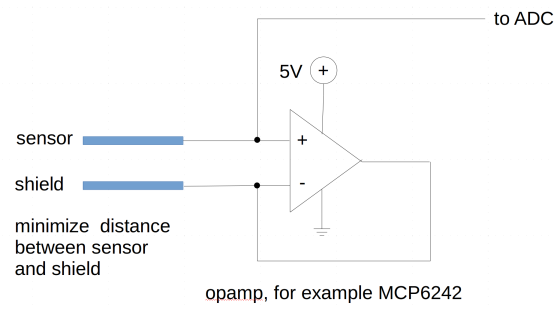 to ADC
5V +
sensor
+
shield
-
minimize distance
between sensor
and shield
opamp, for example MCP6242